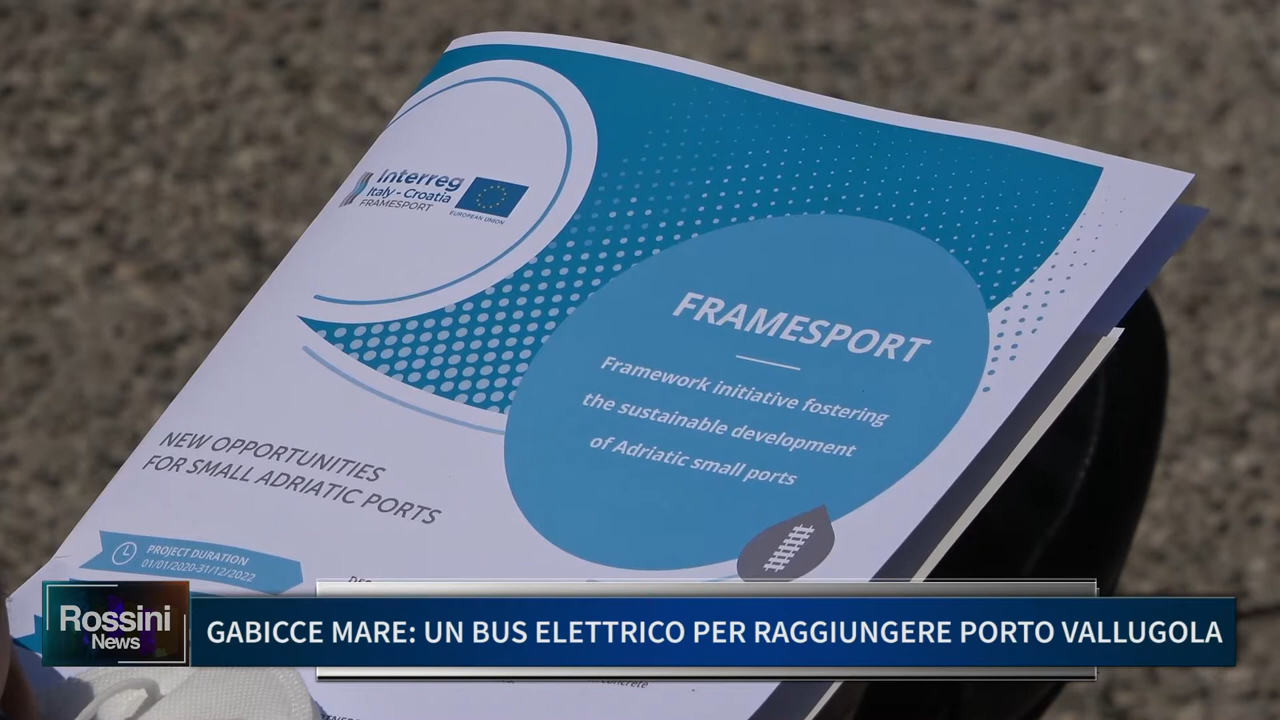 Interreg
Italy - Croatia
FRAMESPORT
EUROPEAN UNION
FRAMESPORT
Framework initiative fostering
the sustainable development
of Adriatic small ports
NEW OPPORTUNITIES
FOR SMALL ADRIATIC PORTS
PROJECT DURATION
01/01/2020-31/12/2022
Rossini
News
GABICCE MARE: UN BUS ELETTRICO PER RAGGIUNGERE PORTO VALLUGOLA
concrete